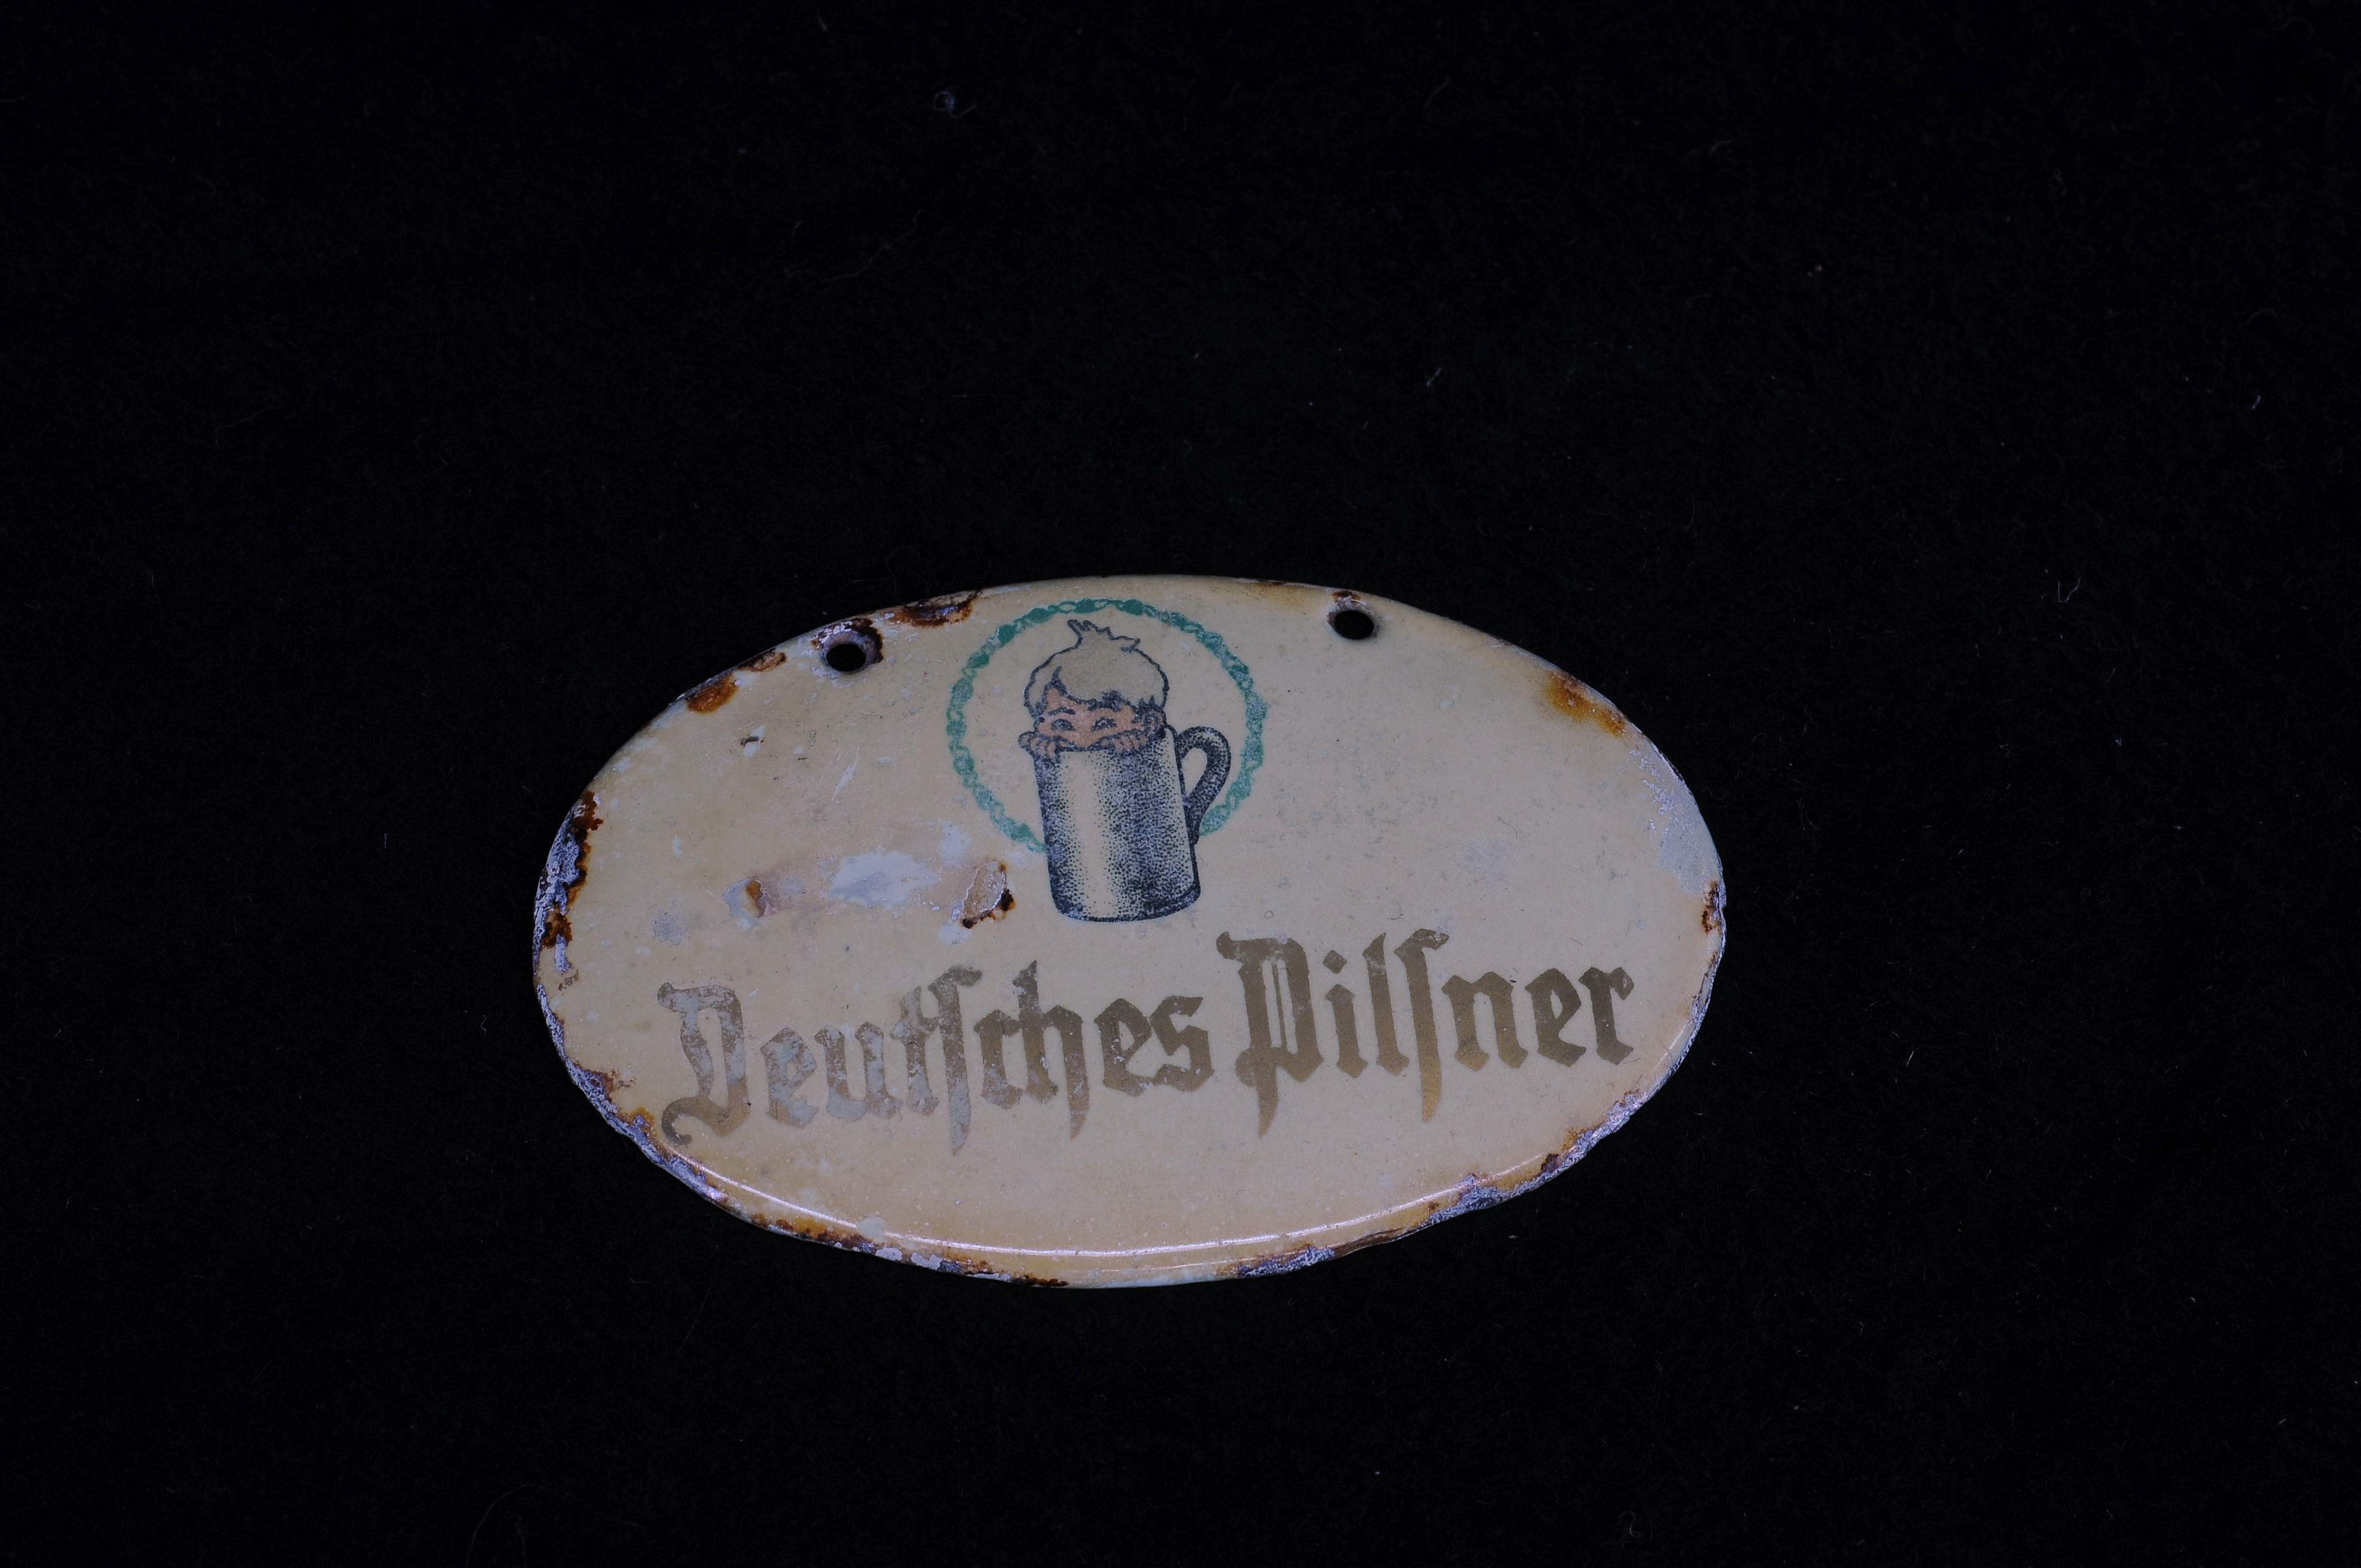 Deutſches Pilſner